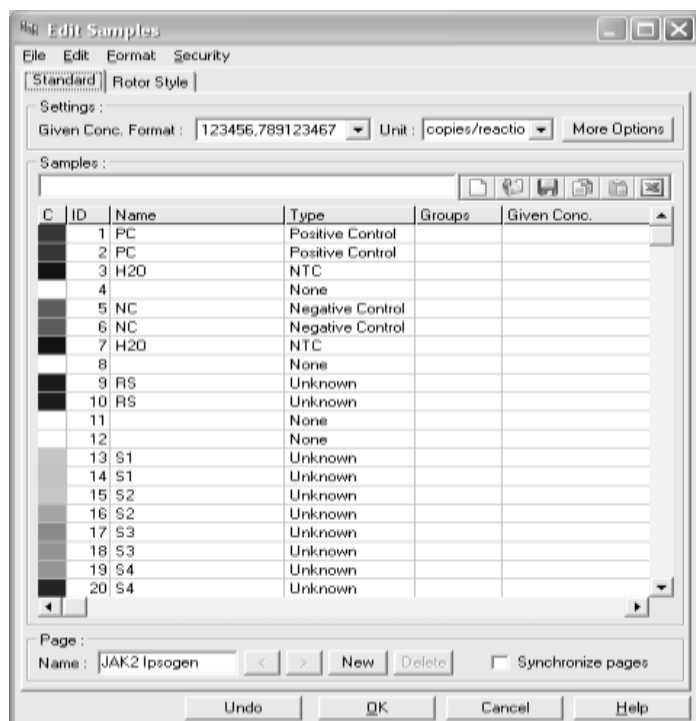 Edit Samples
File Edit Format Security
Standard Rotor Style
Settings :
Given Conc. Format : 123456,789123467 Unit : copies/reactio More Options
Samples :
C ID Name Type Groups Given Conc.
1 PC Positive Control
2 PC Positive Control
3 H2O NTC
4 None
5 NC Negative Control
6 NC Negative Control
7 H2O NTC
8 None
9 RS Unknown
10 RS Unknown
11 None
12 None
13 S1 Unknown
14 S1 Unknown
15 S2 Unknown
16 S2 Unknown
17 S3 Unknown
18 S3 Unknown
19 S4 Unknown
20 S4 Unknown
Page :
Name : JAK2 Ipsogen < > New Delete Synchronize pages
Undo OK Cancel Help